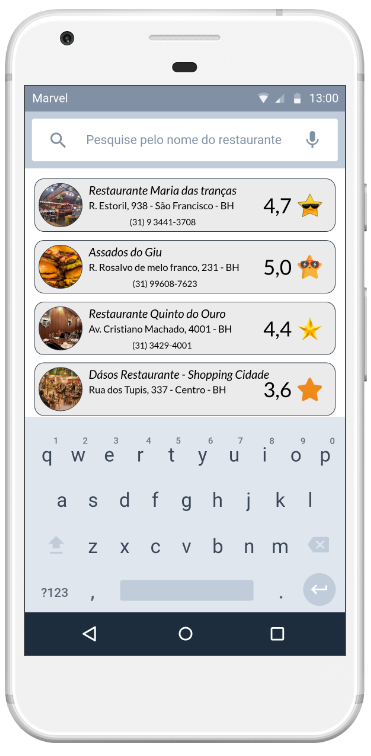 Marvel 13:00
Pesquise pelo nome do restaurante
Restaurante Maria das tranças
R. Estoril, 938 - São Francisco - BH
(31) 9 3441-3708
4,7
Assados do Giu
R. Rosalvo de melo franco, 231 - BH
(31) 99608-7623
5,0
Restaurante Quinto do Ouro
Av. Cristiano Machado, 4001 - BH
(31) 3429-4001
4,4
Dásos Restaurante - Shopping Cidade
Rua dos Tupis, 337 - Centro - BH
3,6
1 2 3 4 5 6 7 8 9 0
q w e r t y u i o p
a s d f g h j k l
z x c v b n m
?123 , .